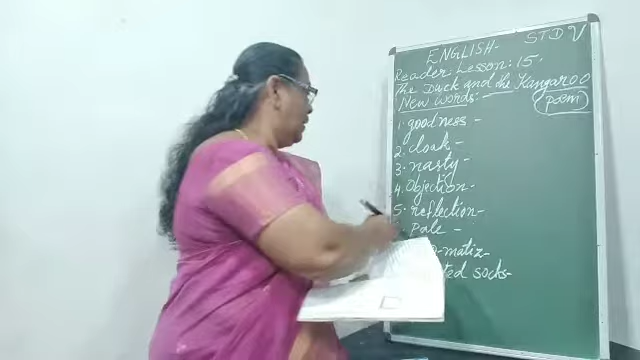 ENGLISH- STD V
Reader: Lesson: 15.
The Duck and the Kangaroo
New words:- poem
1. goodness -
2. cloak -
3. nasty -
4. Objection -
5. reflection -
Pale -
matiz-
socks-